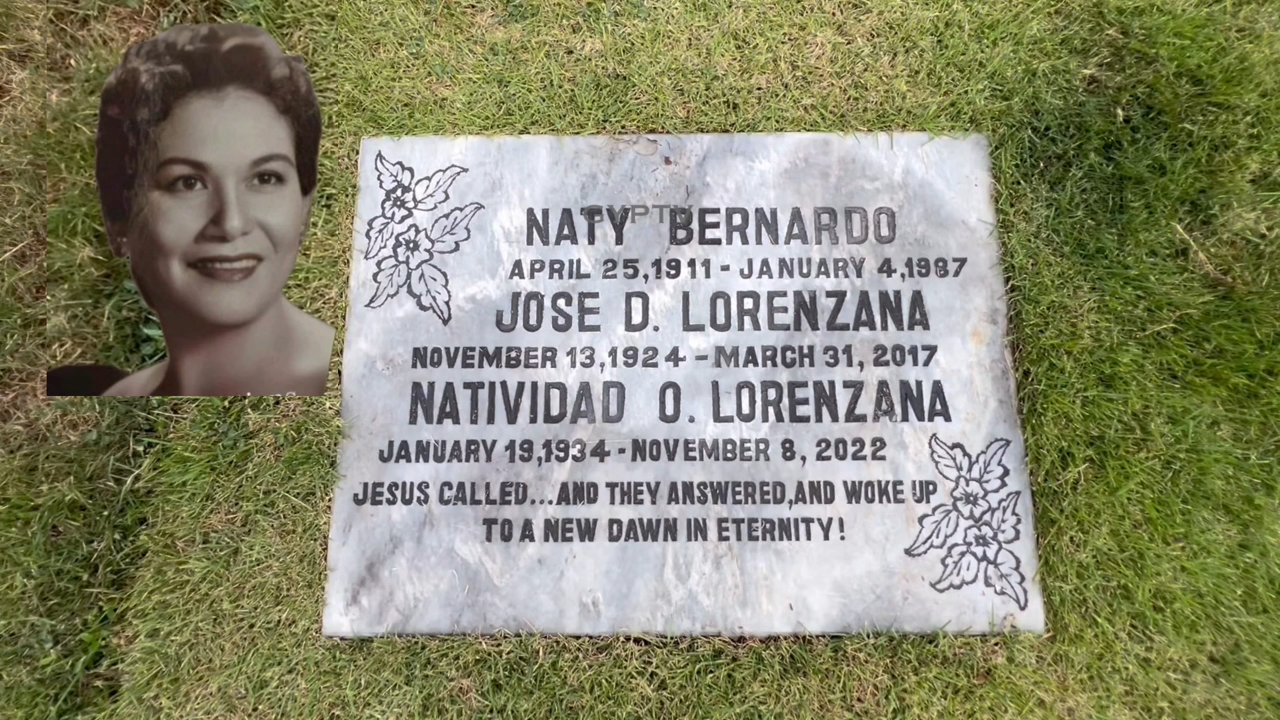 NATY BERNARDO
APRIL 25,1911 - JANUARY 4,1987
JOSE D. LORENZANA
NOVEMBER 13,1924 - MARCH 31, 2017
NATIVIDAD O. LORENZANA
JANUARY 19,1934 - NOVEMBER 8, 2022
JESUS CALLED...AND THEY ANSWERED,AND WOKE UP
TO A NEW DAWN IN ETERNITY!